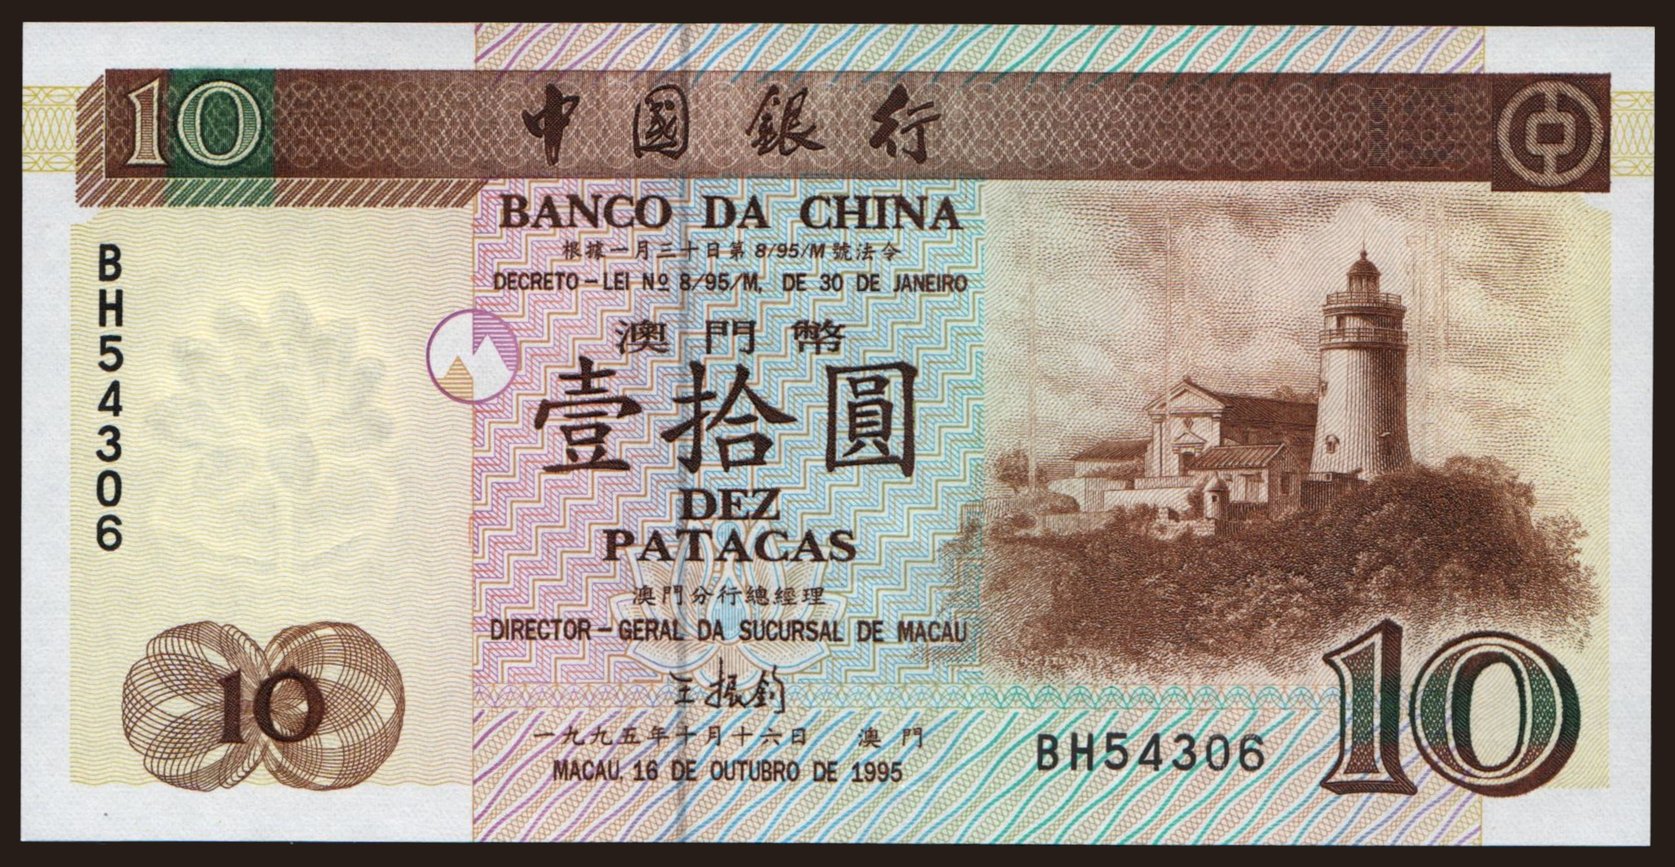 10
中國銀行
BANCO DA CHINA
根據一月三十日第 8/95/M 號法令
DECRETO – LEI Nº 8/95/M, DE 30 DE JANEIRO
BH54306
澳門幣
壹拾圓
DEZ
PATACAS
澳門分行總經理
DIRECTOR – GERAL DA SUCURSAL DE MACAU
王振鈞
一九九五年十月十六日 澳門
MACAU, 16 DE OUTUBRO DE 1995
10
BH54306
10